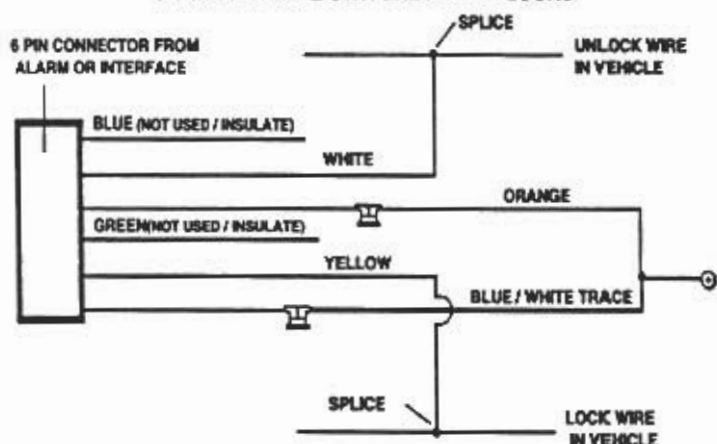 SPLICE
6 PIN CONNECTOR FROM
ALARM OR INTERFACE
UNLOCK WIRE
IN VEHICLE
BLUE (NOT USED / INSULATE)
WHITE
ORANGE
GREEN(NOT USED / INSULATE)
YELLOW
BLUE / WHITE TRACE
SPLICE
LOCK WIRE
IN VEHICLE